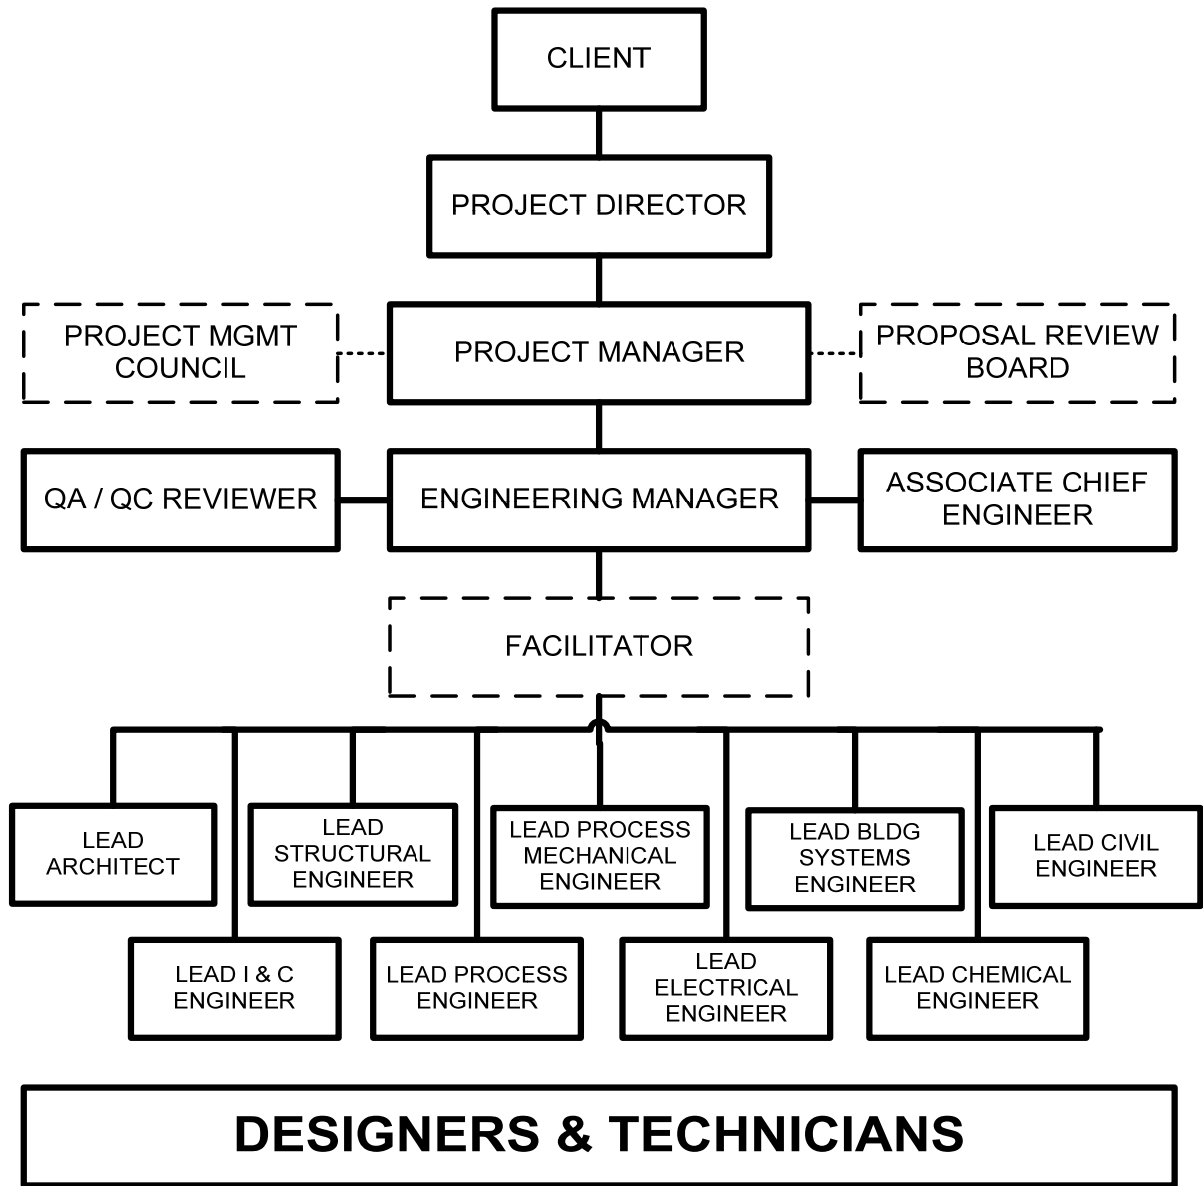 CLIENT
PROJECT DIRECTOR
PROJECT MGMT
COUNCIL
PROJECT MANAGER
PROPOSAL REVIEW
BOARD
QA / QC REVIEWER
ENGINEERING MANAGER
ASSOCIATE CHIEF
ENGINEER
FACILITATOR
LEAD
ARCHITECT
LEAD
STRUCTURAL
ENGINEER
LEAD PROCESS
MECHANICAL
ENGINEER
LEAD BLDG
SYSTEMS
ENGINEER
LEAD CIVIL
ENGINEER
LEAD I & C
ENGINEER
LEAD PROCESS
ENGINEER
LEAD
ELECTRICAL
ENGINEER
LEAD CHEMICAL
ENGINEER
DESIGNERS & TECHNICIANS